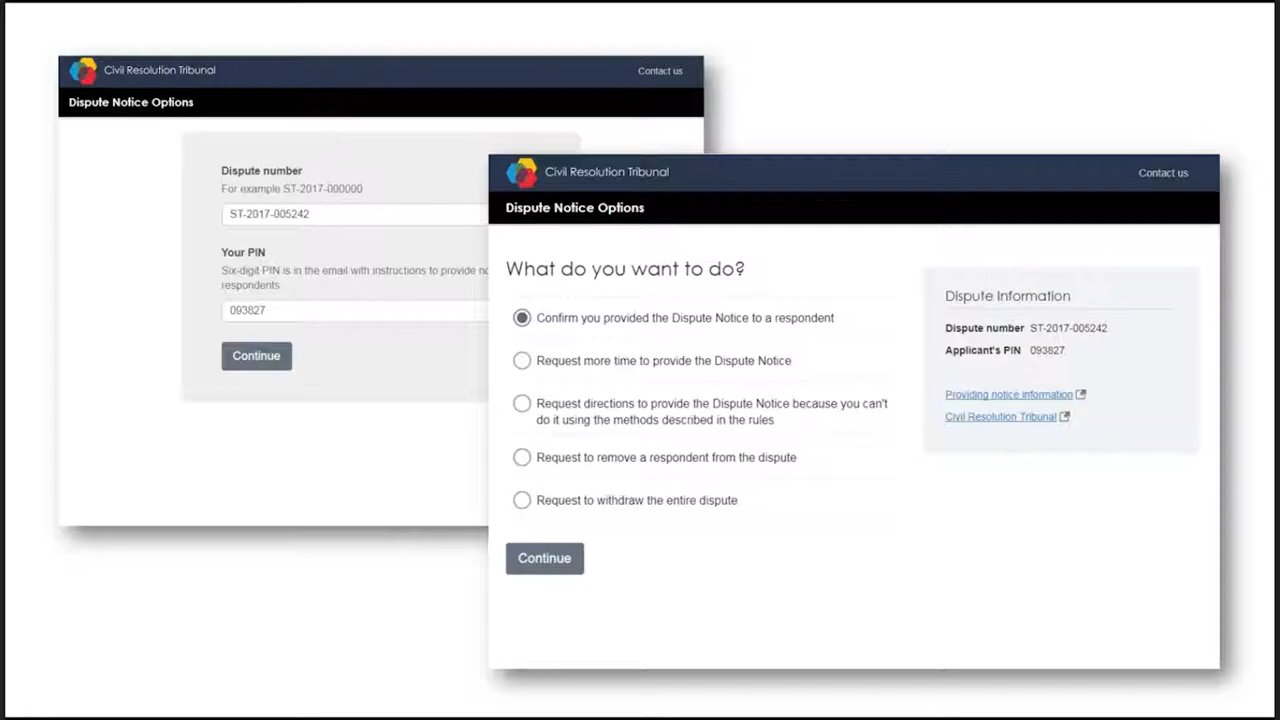 Civil Resolution Tribunal
Contact us
Dispute Notice Options
Dispute number
For example ST-2017-000000
ST-2017-005242
Your PIN
Six-digit PIN is in the email with instructions to provide
respondents
093827
Continue
Civil Resolution Tribunal
Contact us
Dispute Notice Options
What do you want to do?
Confirm you provided the Dispute Notice to a respondent
Request more time to provide the Dispute Notice
Request directions to provide the Dispute Notice because you can't
do it using the methods described in the rules
Request to remove a respondent from the dispute
Request to withdraw the entire dispute
Continue
Dispute Information
Dispute number ST-2017-005242
Applicant's PIN 093827
Providing notice information
Civil Resolution Tribunal